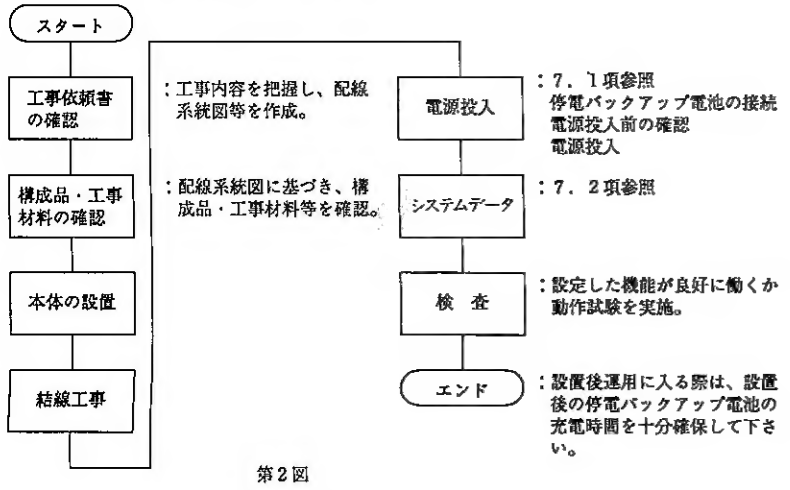 スタート
工事依頼書
の確認
:工事内容を把握し、配線
系統図等を作成。
構成品・工事
材料の確認
:配線系統図に基づき、構
成品・工事材料等を確認。
本体の設置
結線工事
電源投入
:7.1項参照
停電バックアップ電池の接続
電源投入前の確認
電源投入
システムデータ
:7.2項参照
検 査
:設定した機能が良好に働くか
動作試験を実施。
エンド
:設置後運用に入る際は、設置
後の停電バックアップ電池の
充電時間を十分確保して下さ
い。
第2図